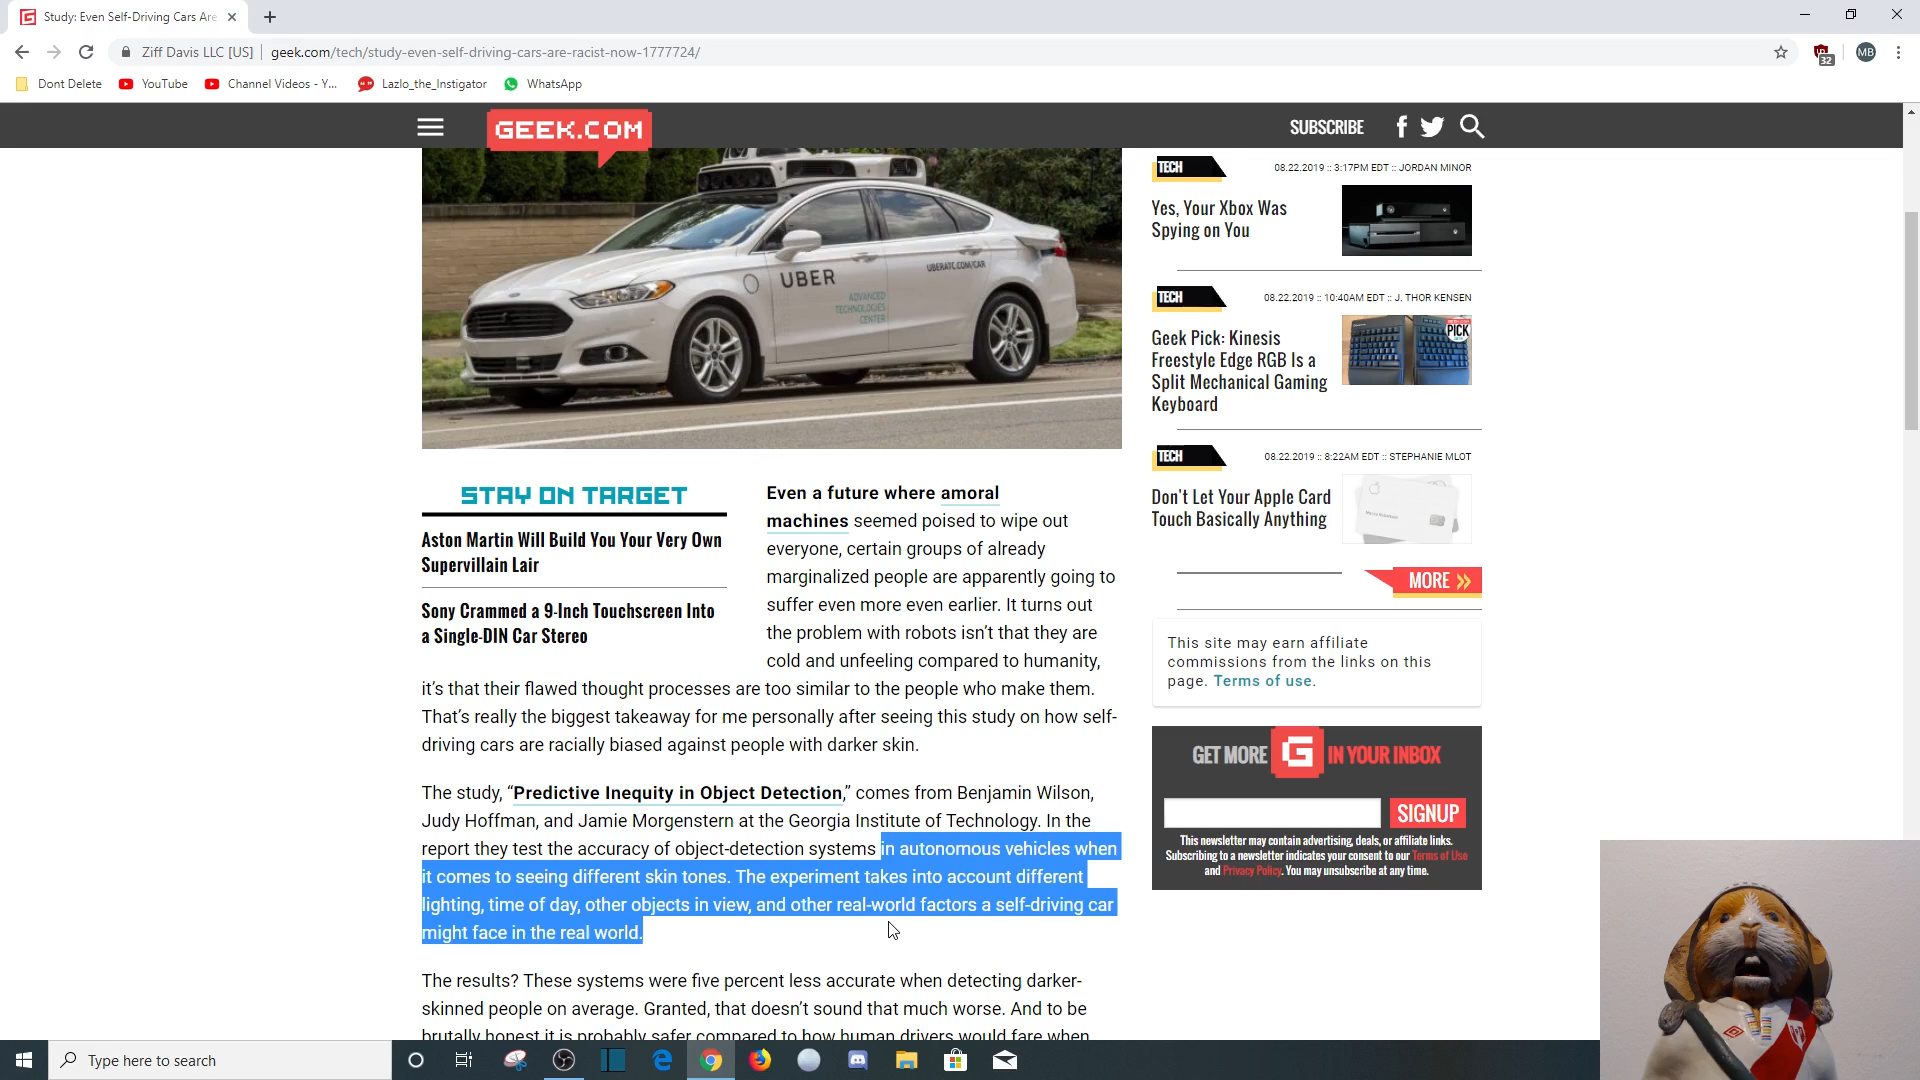 Study: Even Self-Driving Cars Are
Ziff Davis LLC [US]
geek.com/tech/study-even-self-driving-cars-are-racist-now-1777724/
32
MB
Dont Delete
YouTube
Channel Videos - Y...
Lazlo_the_Instigator
WhatsApp
GEEK.COM
SUBSCRIBE
UBER
ADVANCED
TECHNOLOGIES
CENTER
UBERATC.COM/CAR
STAY ON TARGET
Aston Martin Will Build You Your Very Own
Supervillain Lair
Sony Crammed a 9-Inch Touchscreen Into
a Single-DIN Car Stereo
Even a future where amoral
machines seemed poised to wipe out
everyone, certain groups of already
marginalized people are apparently going to
suffer even more even earlier. It turns out
the problem with robots isn't that they are
cold and unfeeling compared to humanity,
it's that their flawed thought processes are too similar to the people who make them.
That's really the biggest takeaway for me personally after seeing this study on how self-
driving cars are racially biased against people with darker skin.
The study, “Predictive Inequity in Object Detection,” comes from Benjamin Wilson,
Judy Hoffman, and Jamie Morgenstern at the Georgia Institute of Technology. In the
report they test the accuracy of object-detection systems in autonomous vehicles when
it comes to seeing different skin tones. The experiment takes into account different
lighting, time of day, other objects in view, and other real-world factors a self-driving car
might face in the real world.
The results? These systems were five percent less accurate when detecting darker-
skinned people on average. Granted, that doesn't sound that much worse. And to be
brutally honest it is probably safer compared to how human drivers would fare when
TECH
08.22.2019 :: 3:17PM EDT :: JORDAN MINOR
Yes, Your Xbox Was
Spying on You
TECH
08.22.2019 :: 10:40AM EDT :: J. THOR KENSEN
Geek Pick: Kinesis
Freestyle Edge RGB Is a
Split Mechanical Gaming
Keyboard
PICK
TECH
08.22.2019 :: 8:22AM EDT :: STEPHANIE MLOT
Don't Let Your Apple Card
Touch Basically Anything
MORE »
This site may earn affiliate
commissions from the links on this
page. Terms of use.
GET MORE G IN YOUR INBOX
SIGNUP
This newsletter may contain advertising, deals, or affiliate links.
Subscribing to a newsletter indicates your consent to our Terms of Use
and Privacy Policy. You may unsubscribe at any time.
Type here to search